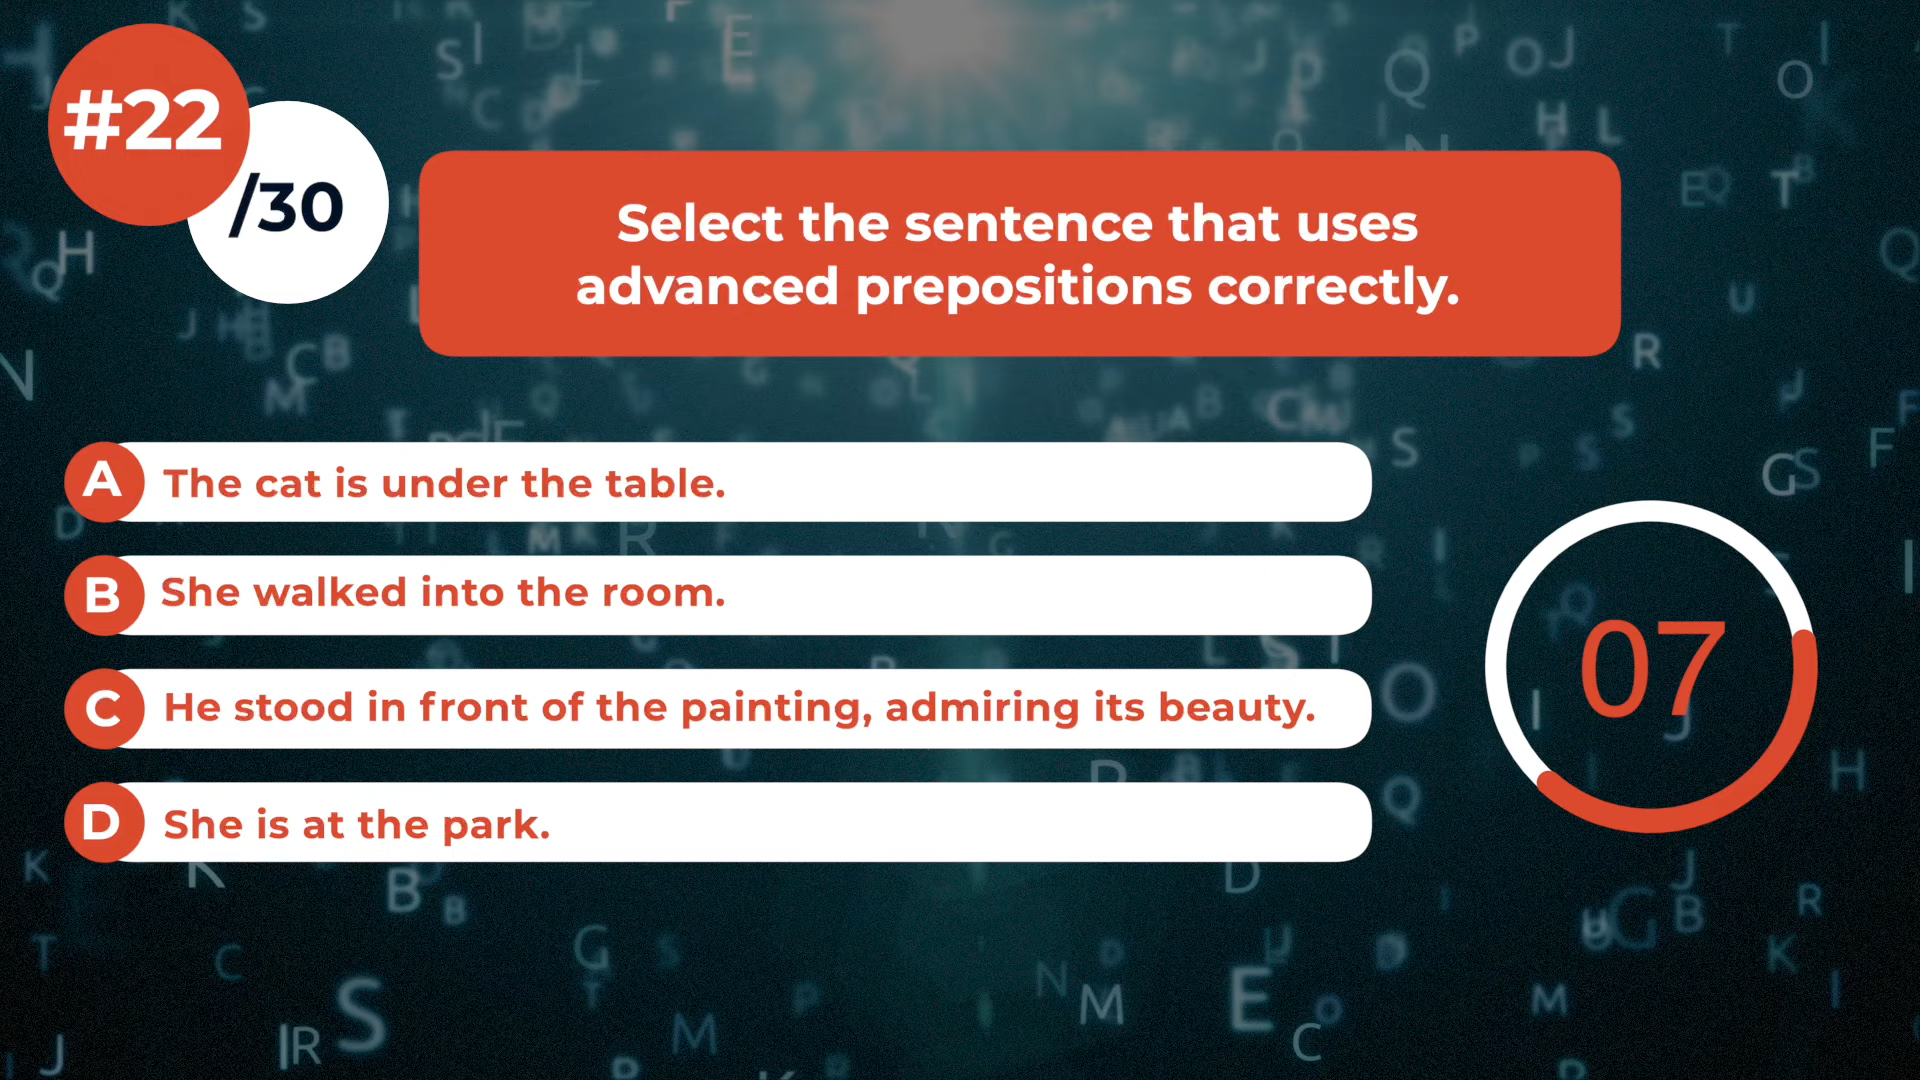 #22
/30
Select the sentence that uses
advanced prepositions correctly.
A
The cat is under the table.
B
She walked into the room.
C
He stood in front of the painting, admiring its beauty.
D
She is at the park.
07